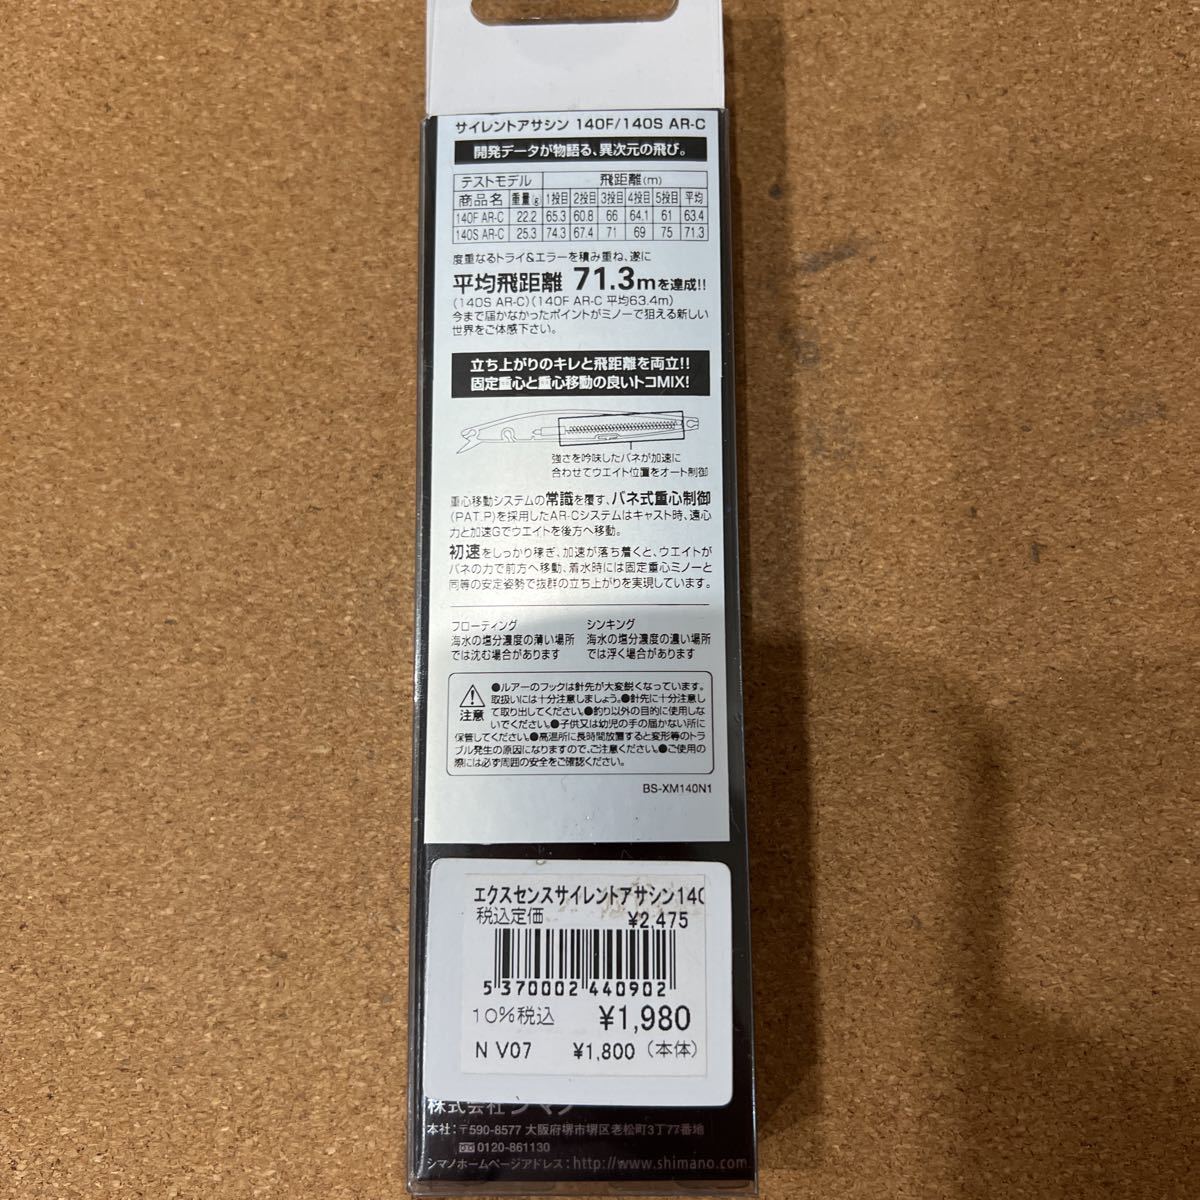 サイレントアサシン 140F/140S AR-C
開発データが物語る、異次元の飛び。
テストモデル 飛距離(m)
商品名 重量(g) 1投目 2投目 3投目 4投目 5投目 平均
140F AR-C 22.2 65.3 60.8 66 64.1 61 63.4
140S AR-C 25.3 74.3 67.4 71 69 75 71.3
度重なるトライ&エラーを積み重ね、遂に
平均飛距離 71.3mを達成!!
(140S AR-C)(140F AR-C 平均63.4m)
今まで届かなかったポイントがミノーで狙える新しい
世界をご体感下さい。
立ち上がりのキレと飛距離を両立!!
固定重心と重心移動の良いトコMIX!
強さを吟味したバネが加速に
合わせてウエイト位置をオート制御
重心移動システムの常識を覆す、バネ式重心制御
(PAT.P)を採用したAR-Cシステムはキャスト時、遠心
力と加速Gでウエイトを後方へ移動。
初速をしっかり稼ぎ、加速が落ち着くと、ウエイトが
バネの力で前方へ移動、着水時には固定重心ミノーと
同等の安定姿勢で抜群の立ち上がりを実現しています。
フローティング
海水の塩分濃度の薄い場所
では沈む場合があります
シンキング
海水の塩分濃度の濃い場所
では浮く場合があります
注意
●ルアーのフックは針先が大変鋭くなっています。
取扱いには十分注意しましょう。●針先に十分注意し
て取り出してください。●釣り以外の目的に使用しな
いでください。●子供又は幼児の手の届かない所に
保管してください。●高温所に長時間放置すると変形等のトラ
ブル発生の原因になりますので、ご注意ください。●ご使用の
際には必ず周囲の安全をご確認ください。
BS-XM140N1
エクスセンスサイレントアサシン140
税込定価 ¥2,475
5370002440902
10%税込 ¥1,980
N V07 ¥1,800 (本体)
株式会社シマノ
本社:〒590-8577 大阪府堺市堺区老松町3丁77番地
0120-861130
シマノホームページアドレス:http://www.shimano.com